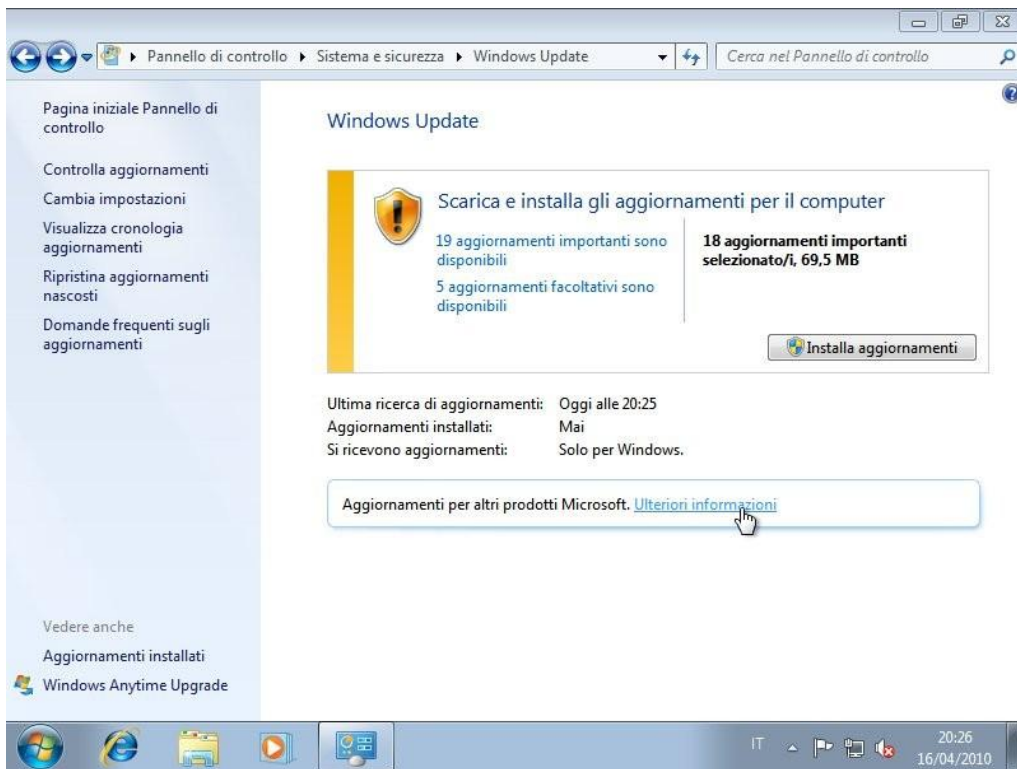 Pannello di controllo Sistema e sicurezza Windows Update
Cerca nel Pannello di controllo
Pagina iniziale Pannello di
controllo
Controlla aggiornamenti
Cambia impostazioni
Visualizza cronologia
aggiornamenti
Ripristina aggiornamenti
nascosti
Domande frequenti sugli
aggiornamenti
Vedere anche
Aggiornamenti installati
Windows Anytime Upgrade
Windows Update
Scarica e installa gli aggiornamenti per il computer
19 aggiornamenti importanti sono
disponibili
5 aggiornamenti facoltativi sono
disponibili
18 aggiornamenti importanti
selezionato/i, 69,5 MB
Installa aggiornamenti
Ultima ricerca di aggiornamenti: Oggi alle 20:25
Aggiornamenti installati: Mai
Si ricevono aggiornamenti: Solo per Windows.
Aggiornamenti per altri prodotti Microsoft. Ulteriori informazioni
IT
20:26
16/04/2010